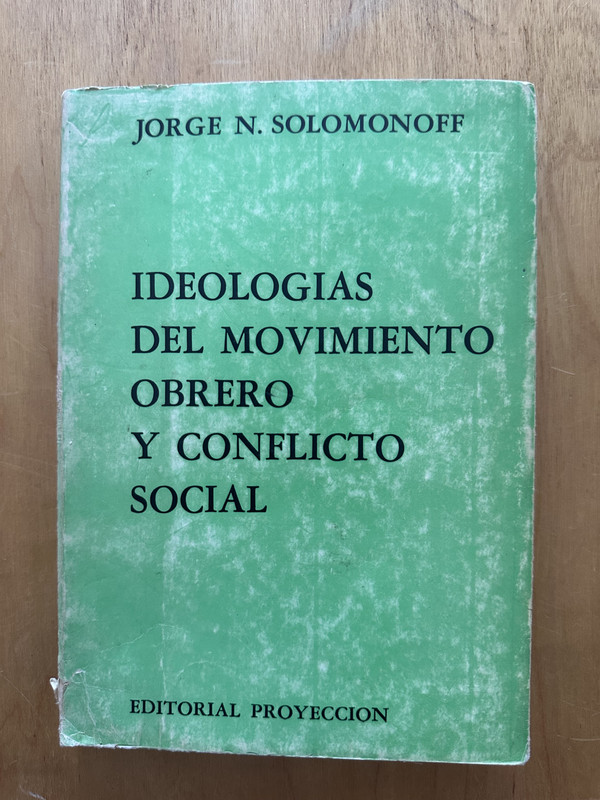 JORGE N. SOLOMONOFF
IDEOLOGIAS
DEL MOVIMIENTO
OBRERO
Y CONFLICTO
SOCIAL
EDITORIAL PROYECCION